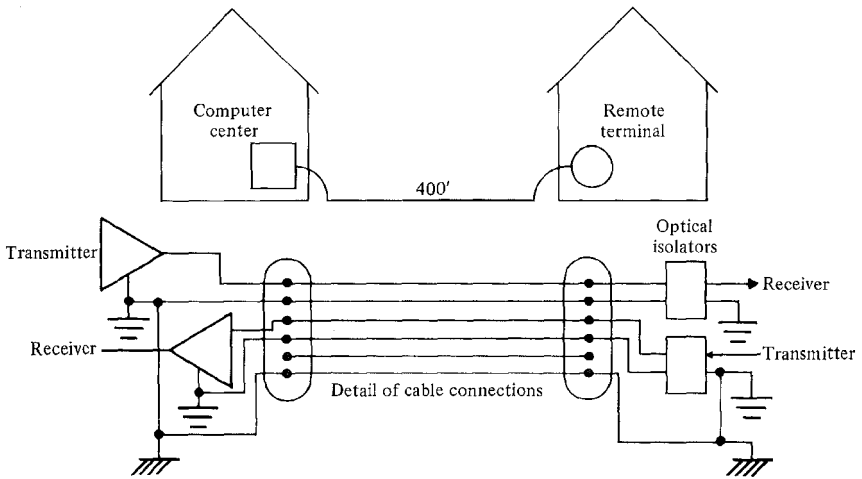 Computer
center
Remote
terminal
400'
Optical
isolators
Transmitter
Receiver
Receiver
Transmitter
Detail of cable connections